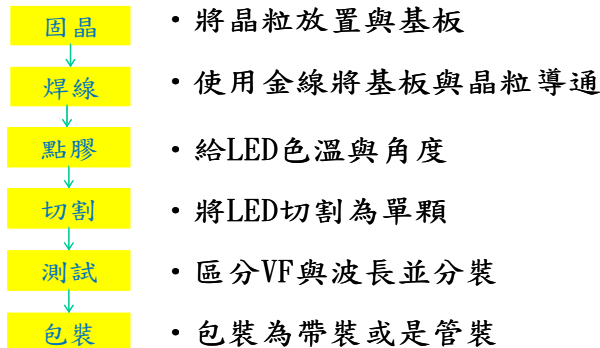 固晶 •將晶粒放置與基板
焊線 •使用金線將基板與晶粒導通
點膠 •給LED色溫與角度
切割 •將LED切割為單顆
測試 •區分VF與波長並分裝
包裝 •包裝為帶裝或是管裝